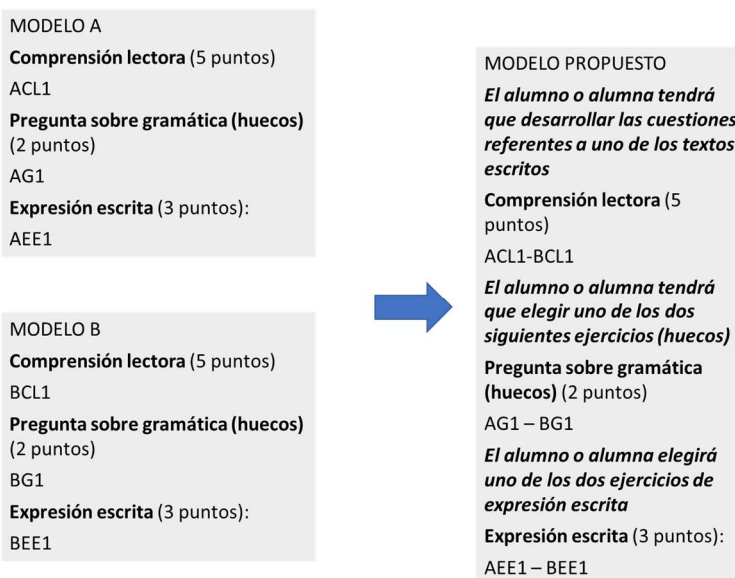 MODELO A
Comprensión lectora (5 puntos)
ACL1
Pregunta sobre gramática (huecos)
(2 puntos)
AG1
Expresión escrita (3 puntos):
AEE1
MODELO B
Comprensión lectora (5 puntos)
BCL1
Pregunta sobre gramática (huecos)
(2 puntos)
BG1
Expresión escrita (3 puntos):
BEE1
MODELO PROPUESTO
El alumno o alumna tendrá
que desarrollar las cuestiones
referentes a uno de los textos
escritos
Comprensión lectora (5
puntos)
ACL1-BCL1
El alumno o alumna tendrá
que elegir uno de los dos
siguientes ejercicios (huecos)
Pregunta sobre gramática
(huecos) (2 puntos)
AG1 – BG1
El alumno o alumna elegirá
uno de los dos ejercicios de
expresión escrita
Expresión escrita (3 puntos):
AEE1 – BEE1